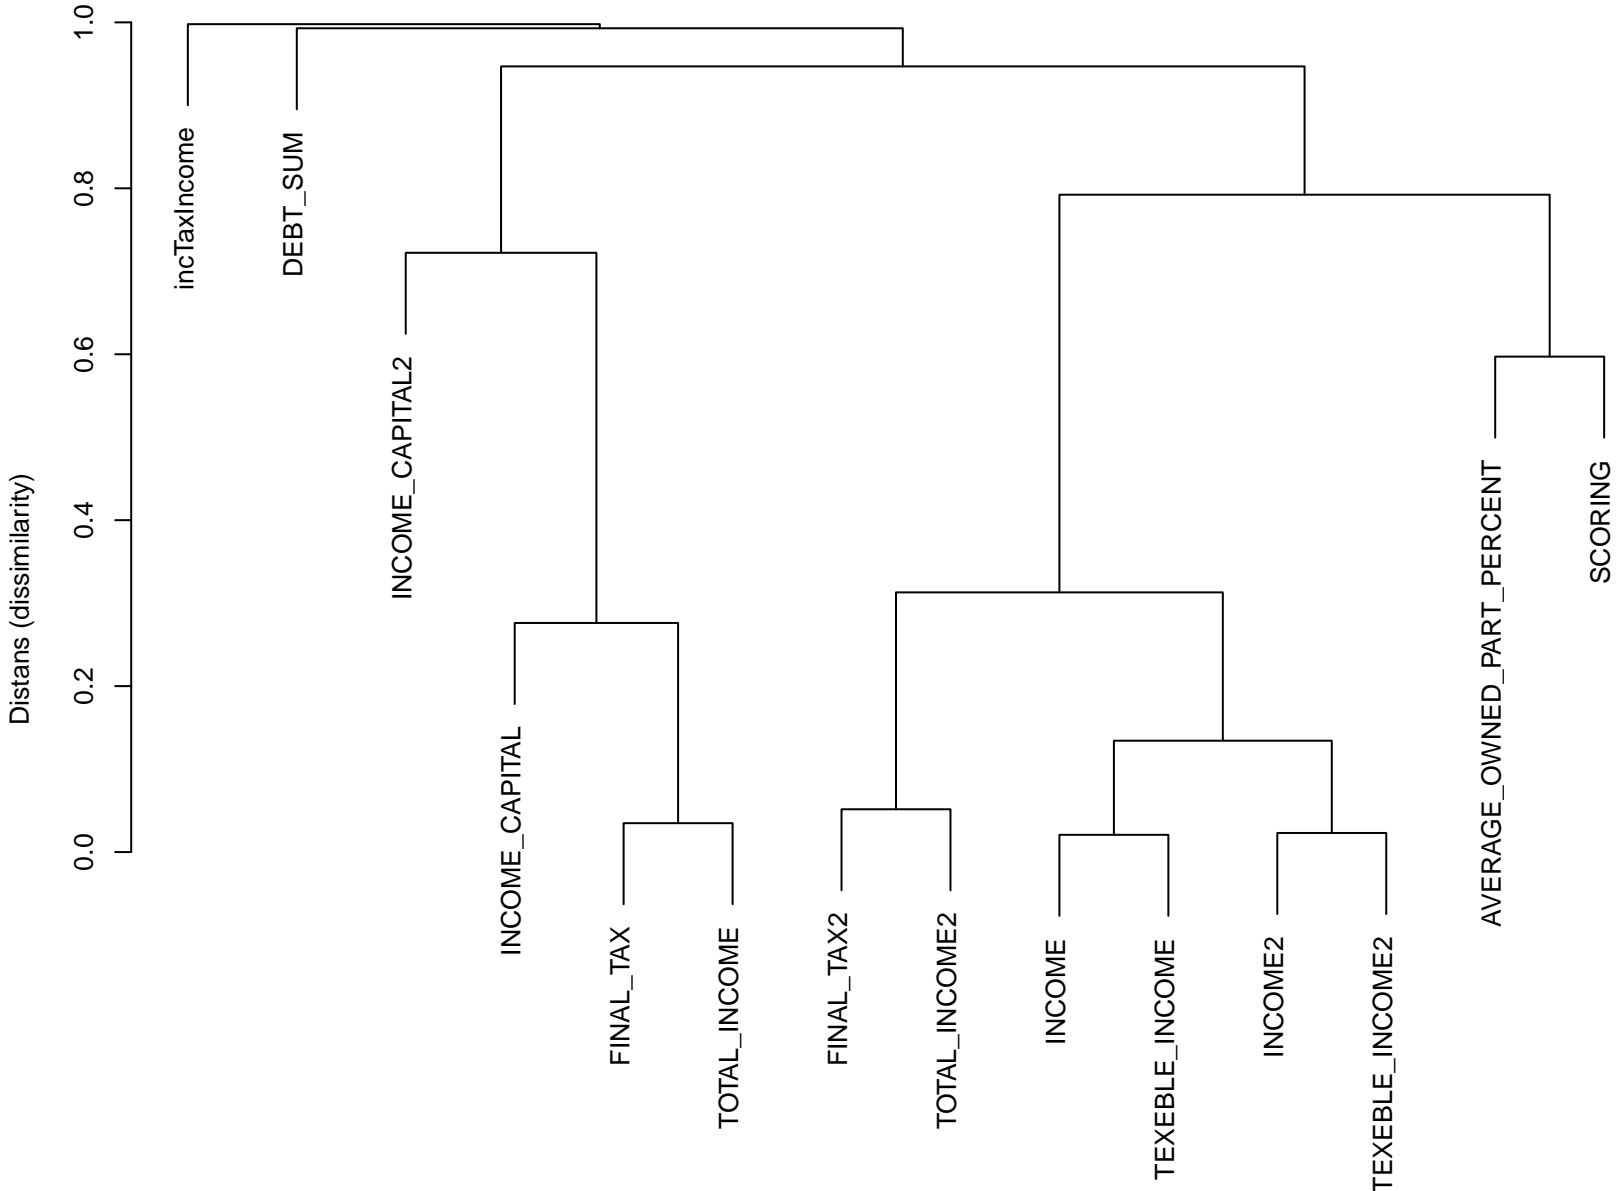 Distans (dissimilarity)
1.0
0.8
0.6
0.4
0.2
0.0
incTaxIncome
DEBT_SUM
INCOME_CAPITAL2
INCOME_CAPITAL
FINAL_TAX
TOTAL_INCOME
FINAL_TAX2
TOTAL_INCOME2
INCOME
TEXEBLE_INCOME
INCOME2
TEXEBLE_INCOME2
AVERAGE_OWNED_PART_PERCENT
SCORING